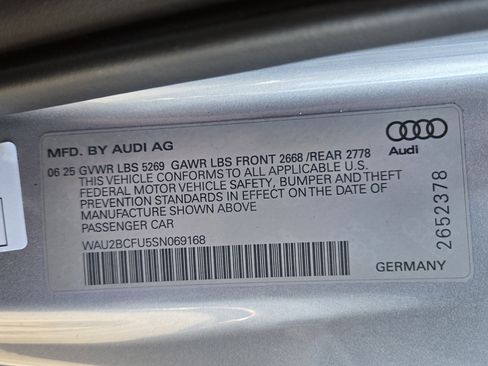 MFD. BY AUDI AG
06 25 GVWR LBS 5269 GAWR LBS FRONT 2668 /REAR 2778
THIS VEHICLE CONFORMS TO ALL APPLICABLE U.S.
FEDERAL MOTOR VEHICLE SAFETY, BUMPER AND THEFT
PREVENTION STANDARDS IN EFFECT ON THE DATE OF
MANUFACTURE SHOWN ABOVE
PASSENGER CAR
WAU2BCFU5SN069168
Audi
2652378
GERMANY